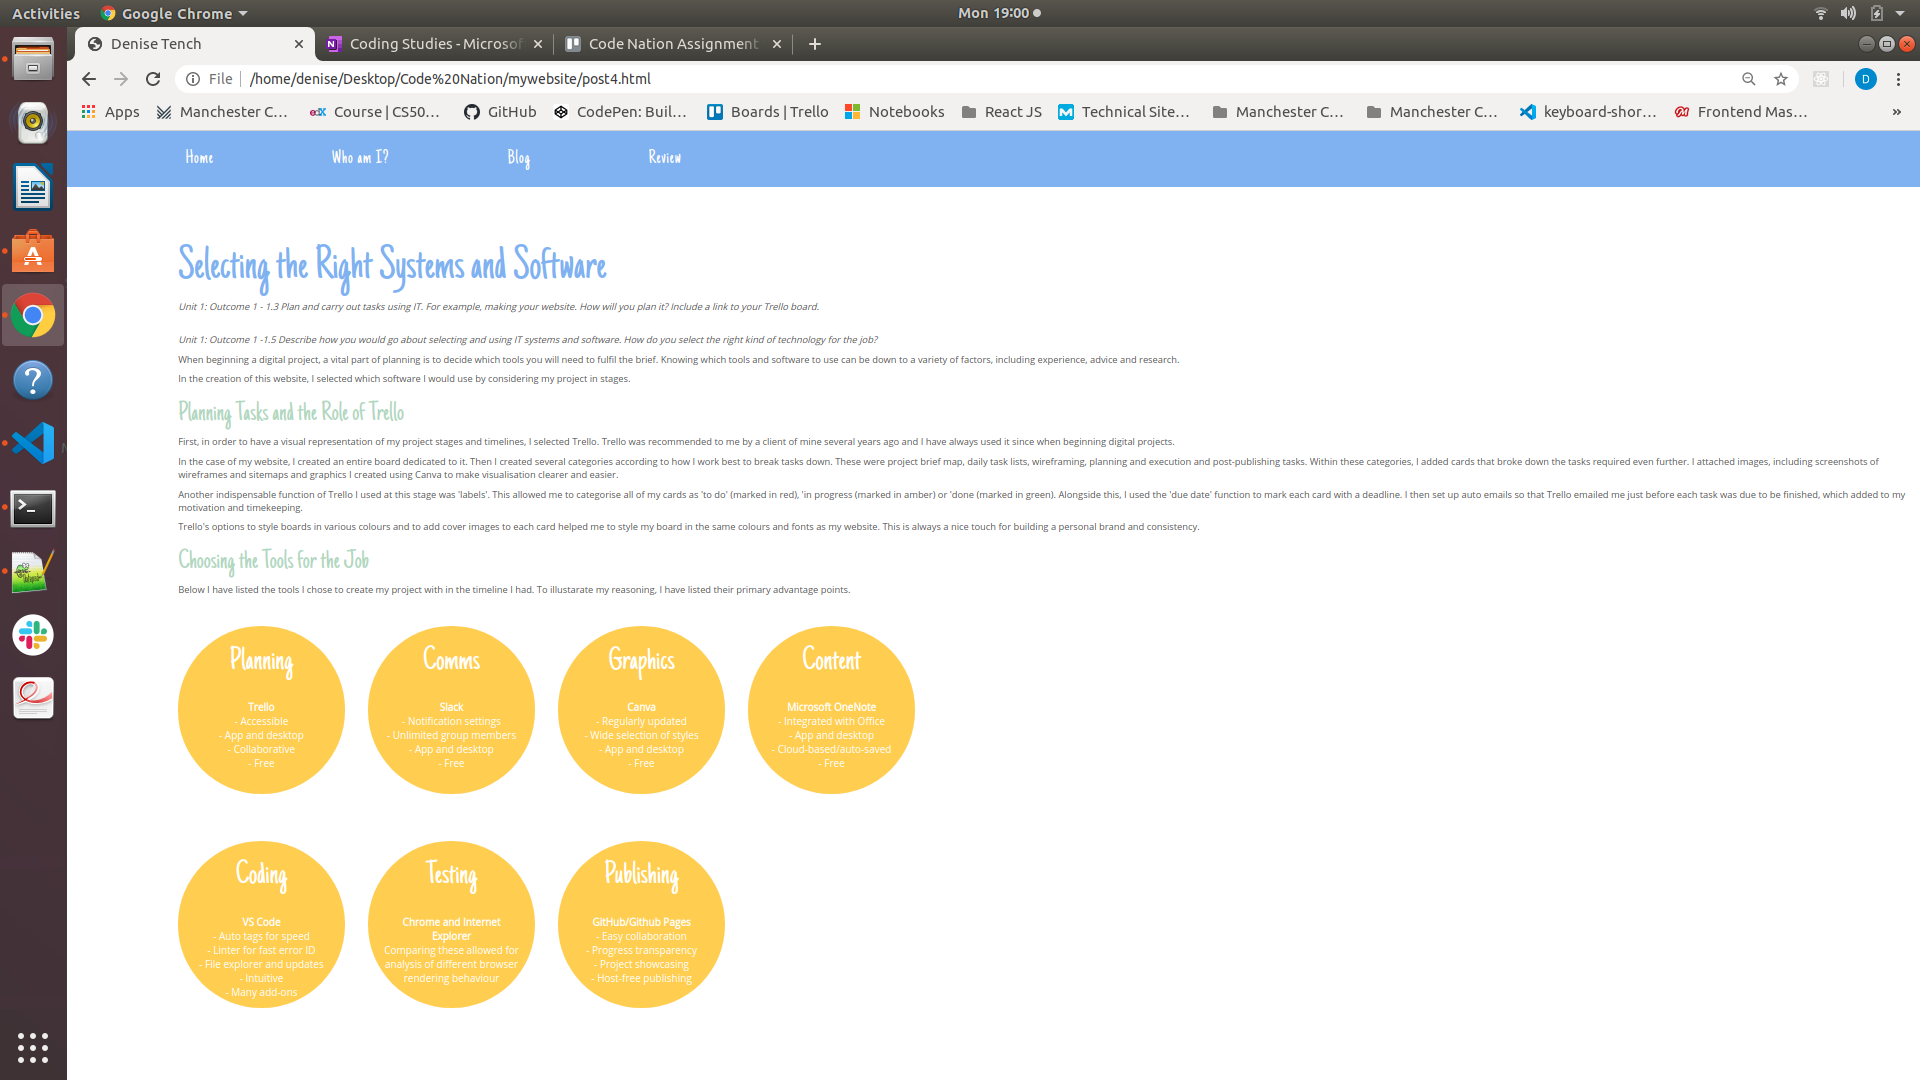 Activities Google Chrome Mon 19:00
Denise Tench Coding Studies - Microsof Code Nation Assignment
File /home/denise/Desktop/Code%20Nation/mywebsite/post4.html D
Apps Manchester C... edX Course | CS50... GitHub CodePen: Buil... Boards | Trello Notebooks React JS Technical Site... Manchester C... Manchester C... keyboard-shor... Frontend Mas... »
Home Who am I? Blog Review
Selecting the Right Systems and Software
Unit 1: Outcome 1 - 1.3 Plan and carry out tasks using IT. For example, making your website. How will you plan it? Include a link to your Trello board.
Unit 1: Outcome 1 -1.5 Describe how you would go about selecting and using IT systems and software. How do you select the right kind of technology for the job?
When beginning a digital project, a vital part of planning is to decide which tools you will need to fulfil the brief. Knowing which tools and software to use can be down to a variety of factors, including experience, advice and research.
In the creation of this website, I selected which software I would use by considering my project in stages.
Planning Tasks and the Role of Trello
First, in order to have a visual representation of my project stages and timelines, I selected Trello. Trello was recommended to me by a client of mine several years ago and I have always used it since when beginning digital projects.
In the case of my website, I created an entire board dedicated to it. Then I created several categories according to how I work best to break tasks down. These were project brief map, daily task lists, wireframing, planning and execution and post-publishing tasks. Within these categories, I added cards that broke down the tasks required even further. I attached images, including screenshots of
wireframes and sitemaps and graphics I created using Canva to make visualisation clearer and easier.
Another indispensable function of Trello I used at this stage was 'labels'. This allowed me to categorise all of my cards as 'to do' (marked in red), 'in progress (marked in amber) or 'done (marked in green). Alongside this, I used the 'due date' function to mark each card with a deadline. I then set up auto emails so that Trello emailed me just before each task was due to be finished, which added to my
motivation and timekeeping.
Trello's options to style boards in various colours and to add cover images to each card helped me to style my board in the same colours and fonts as my website. This is always a nice touch for building a personal brand and consistency.
Choosing the Tools for the Job
Below I have listed the tools I chose to create my project with in the timeline I had. To illustarate my reasoning, I have listed their primary advantage points.
Planning
Trello
- Accessible
- App and desktop
- Collaborative
- Free
Comms
Slack
- Notification settings
- Unlimited group members
- App and desktop
- Free
Graphics
Canva
- Regularly updated
- Wide selection of styles
- App and desktop
- Free
Content
Microsoft OneNote
- Integrated with Office
- App and desktop
- Cloud-based/auto-saved
- Free
Coding
VS Code
- Auto tags for speed
- Linter for fast error ID
- File explorer and updates
- Intuitive
- Many add-ons
Testing
Chrome and Internet
Explorer
Comparing these allowed for
analysis of different browser
rendering behaviour
Publishing
GitHub/Github Pages
- Easy collaboration
- Progress transparency
- Project showcasing
- Host-free publishing